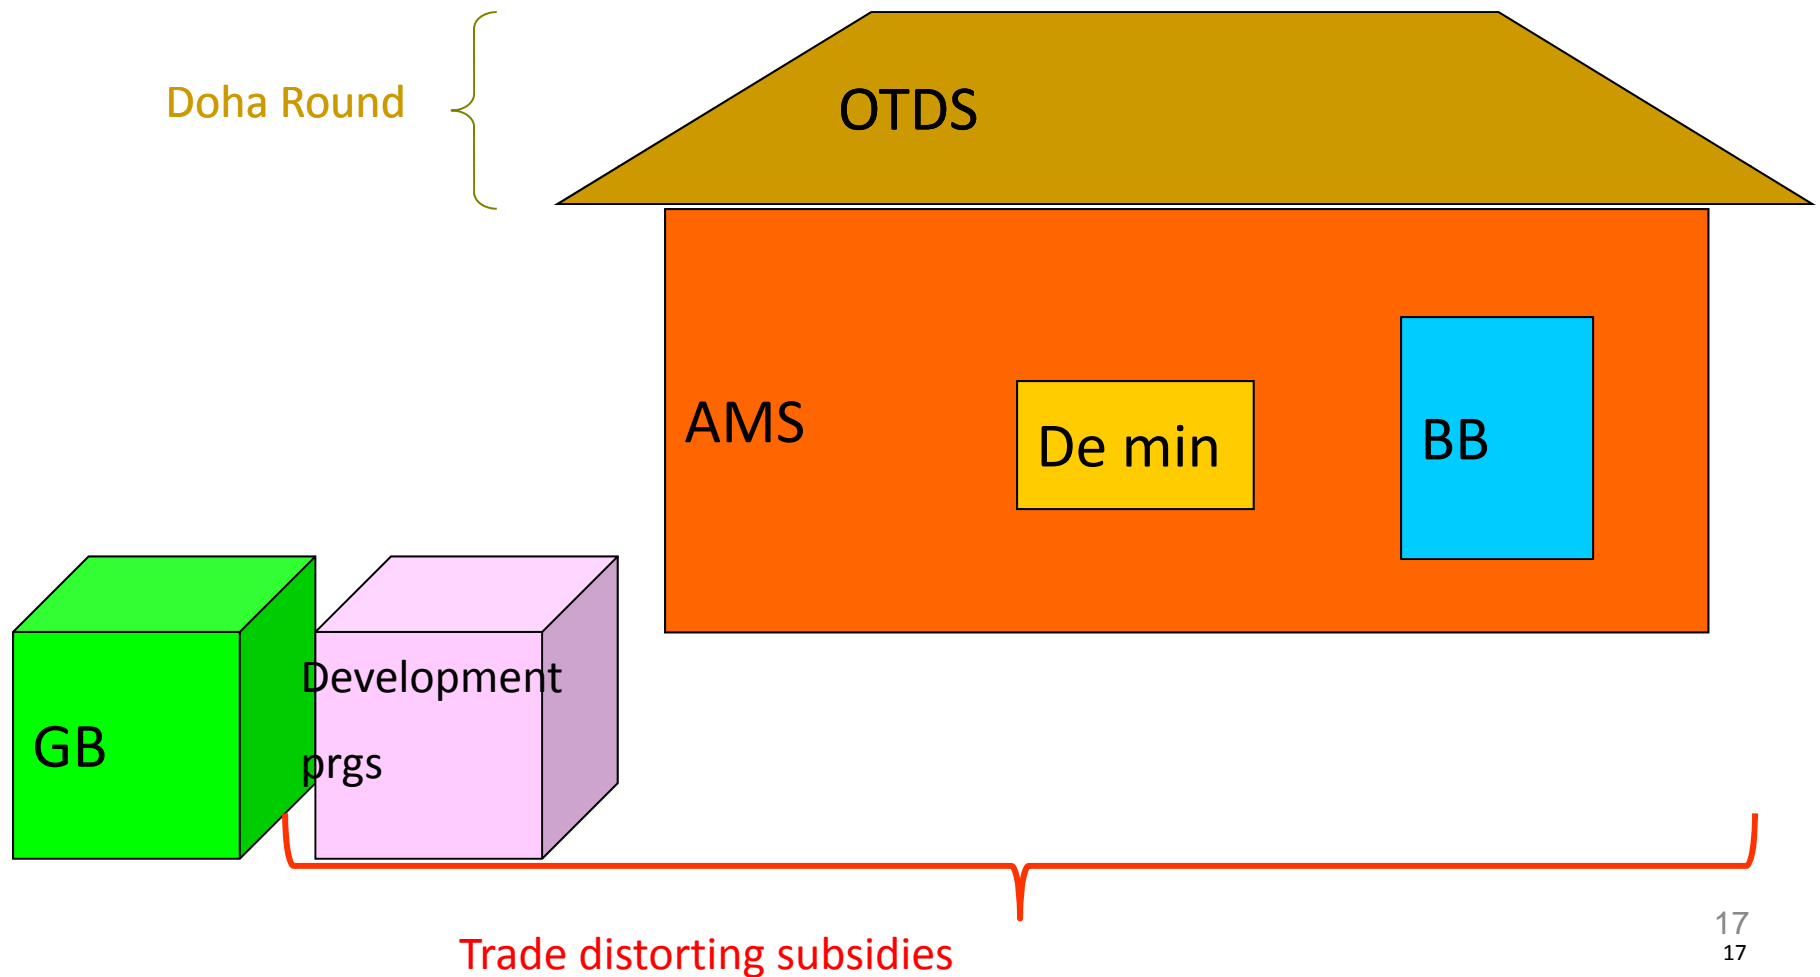 Doha Round
OTDS
AMS
De min
BB
Development
prgs
GB
Trade distorting subsidies
17
17